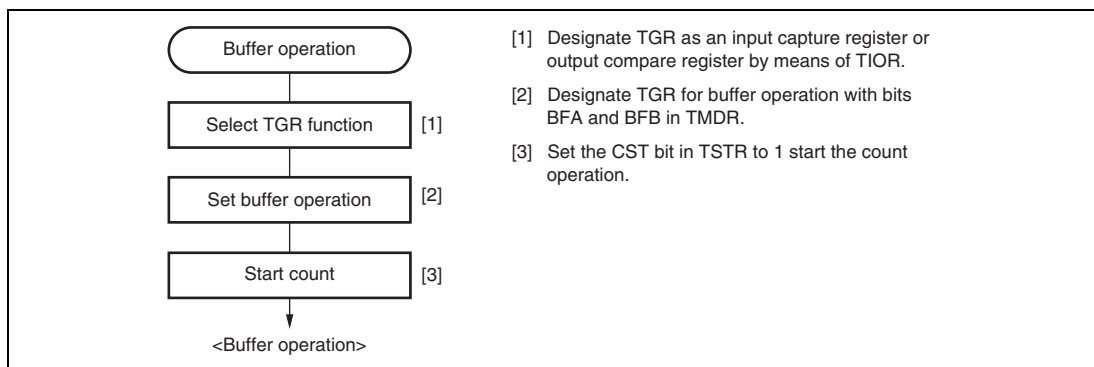 Buffer operation
Select TGR function
[1]
Set buffer operation
[2]
Start count
[3]
<Buffer operation>
[1] Designate TGR as an input capture register or
output compare register by means of TIOR.
[2] Designate TGR for buffer operation with bits
BFA and BFB in TMDR.
[3] Set the CST bit in TSTR to 1 start the count
operation.